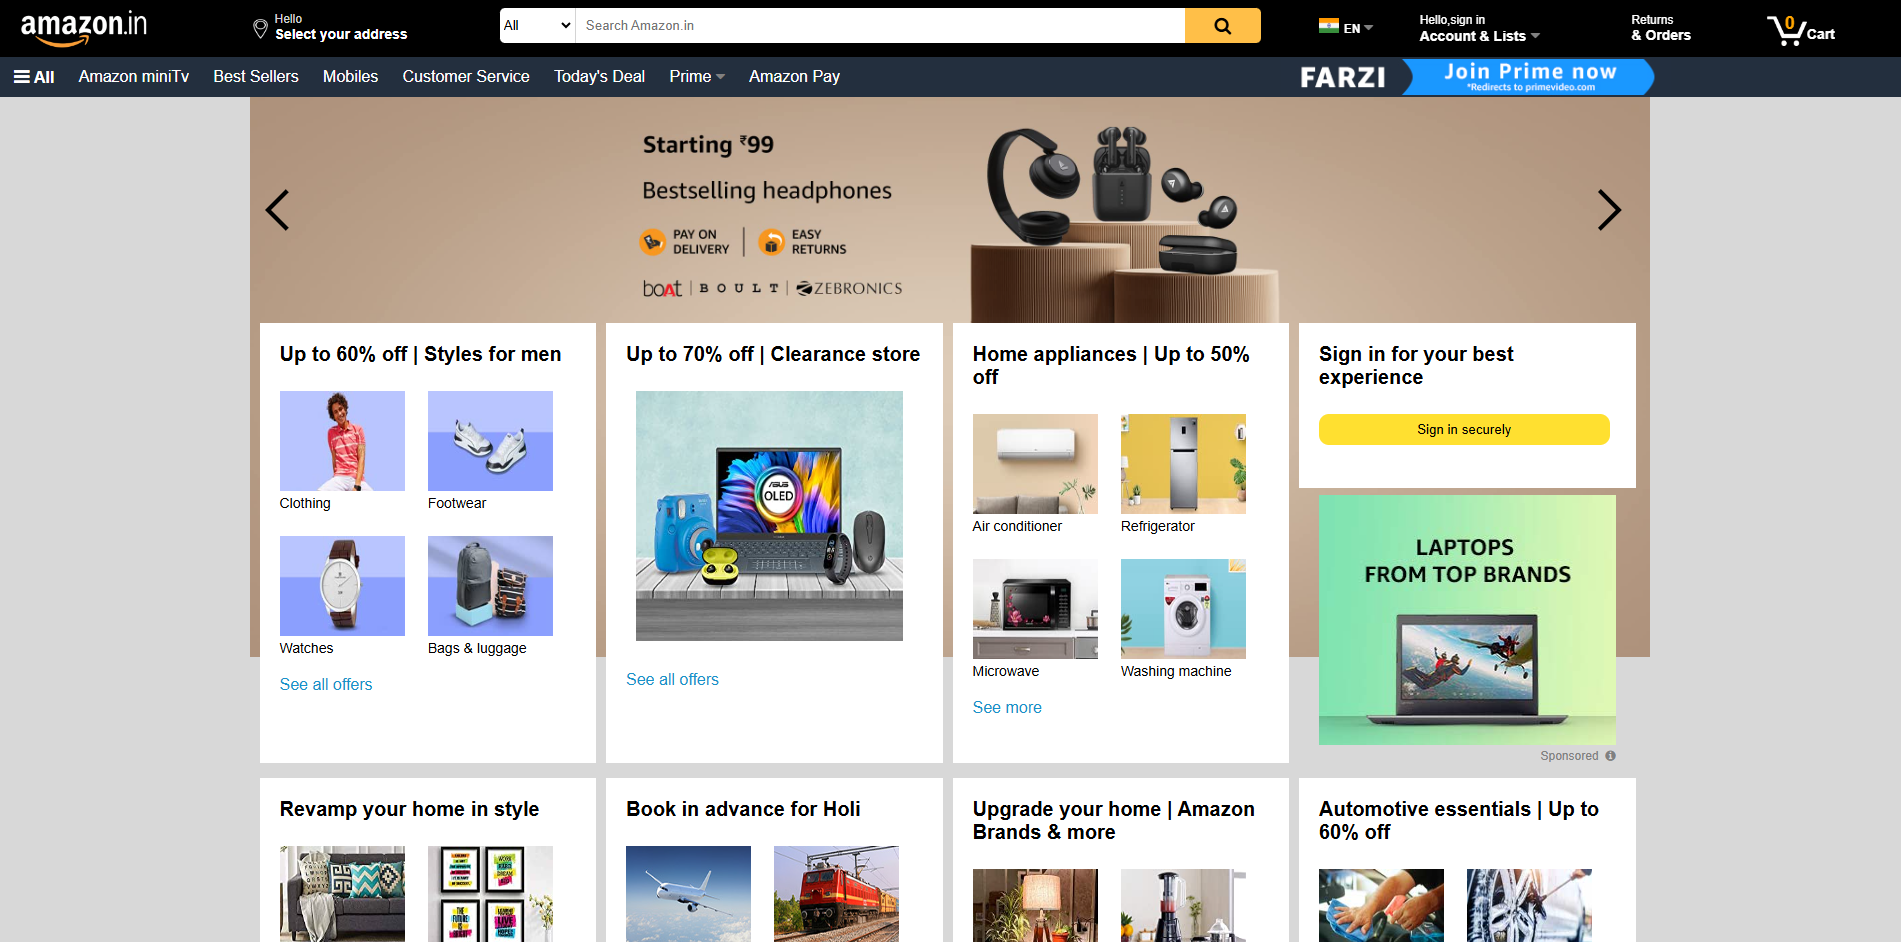 amazon.in
Hello
Select your address
All
Search Amazon.in
EN
Hello,sign in
Account & Lists
Returns
& Orders
0
Cart
All
Amazon miniTv
Best Sellers
Mobiles
Customer Service
Today's Deal
Prime
Amazon Pay
FARZI
Join Prime now
*Redirects to primevideo.com
Starting ₹99
Bestselling headphones
PAY ON
DELIVERY
EASY
RETURNS
boAt | BOULT | ZEBRONICS
Up to 60% off | Styles for men
Clothing
Footwear
Watches
Bags & luggage
See all offers
Up to 70% off | Clearance store
ASUS
OLED
See all offers
Home appliances | Up to 50%
off
Air conditioner
Refrigerator
Microwave
Washing machine
See more
Sign in for your best
experience
Sign in securely
LAPTOPS
FROM TOP BRANDS
Sponsored
Revamp your home in style
Book in advance for Holi
Upgrade your home | Amazon
Brands & more
Automotive essentials | Up to
60% off